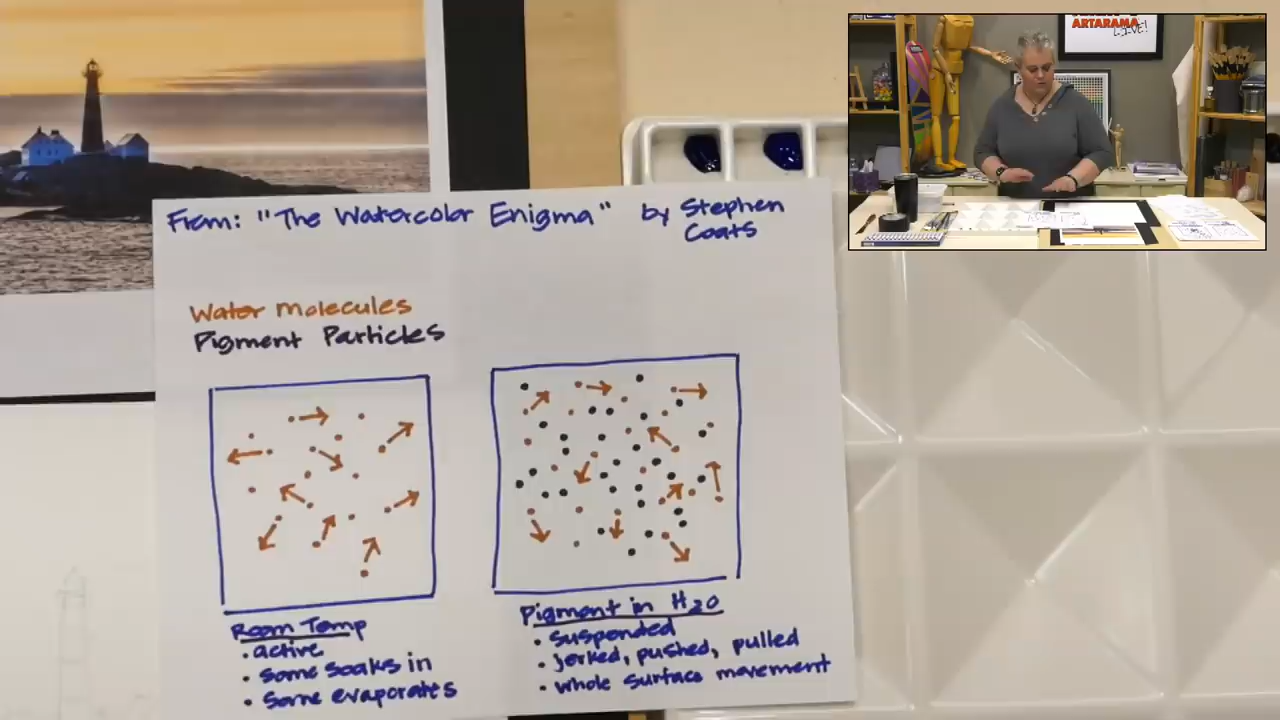 ARTARAMA
LIVE!
From: "The Watercolor Enigma" by Stephen
Coats
Water Molecules
Pigment Particles
Room Temp
• active
• Some Soaks in
• Some evaporates
Pigment in H2O
• Suspended
• Jerked, pushed, pulled
• whole surface movement